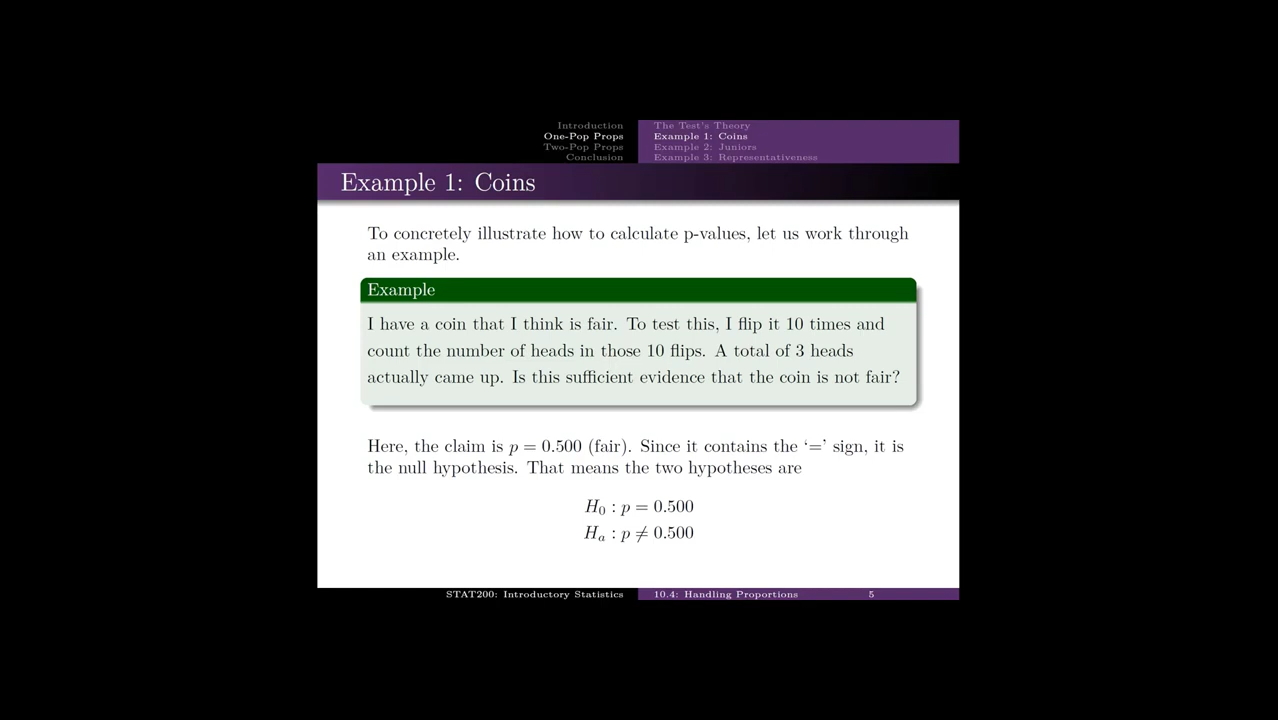 Introduction
One-Pop Props
Two-Pop Props
Conclusion
The Test's Theory
Example 1: Coins
Example 2: Juniors
Example 3: Representativeness
Example 1: Coins
To concretely illustrate how to calculate p-values, let us work through
an example.
Example
I have a coin that I think is fair. To test this, I flip it 10 times and
count the number of heads in those 10 flips. A total of 3 heads
actually came up. Is this sufficient evidence that the coin is not fair?
Here, the claim is p = 0.500 (fair). Since it contains the ‘=’ sign, it is
the null hypothesis. That means the two hypotheses are
H₀ : p = 0.500
Hₐ : p ≠ 0.500
STAT200: Introductory Statistics
10.4: Handling Proportions
5